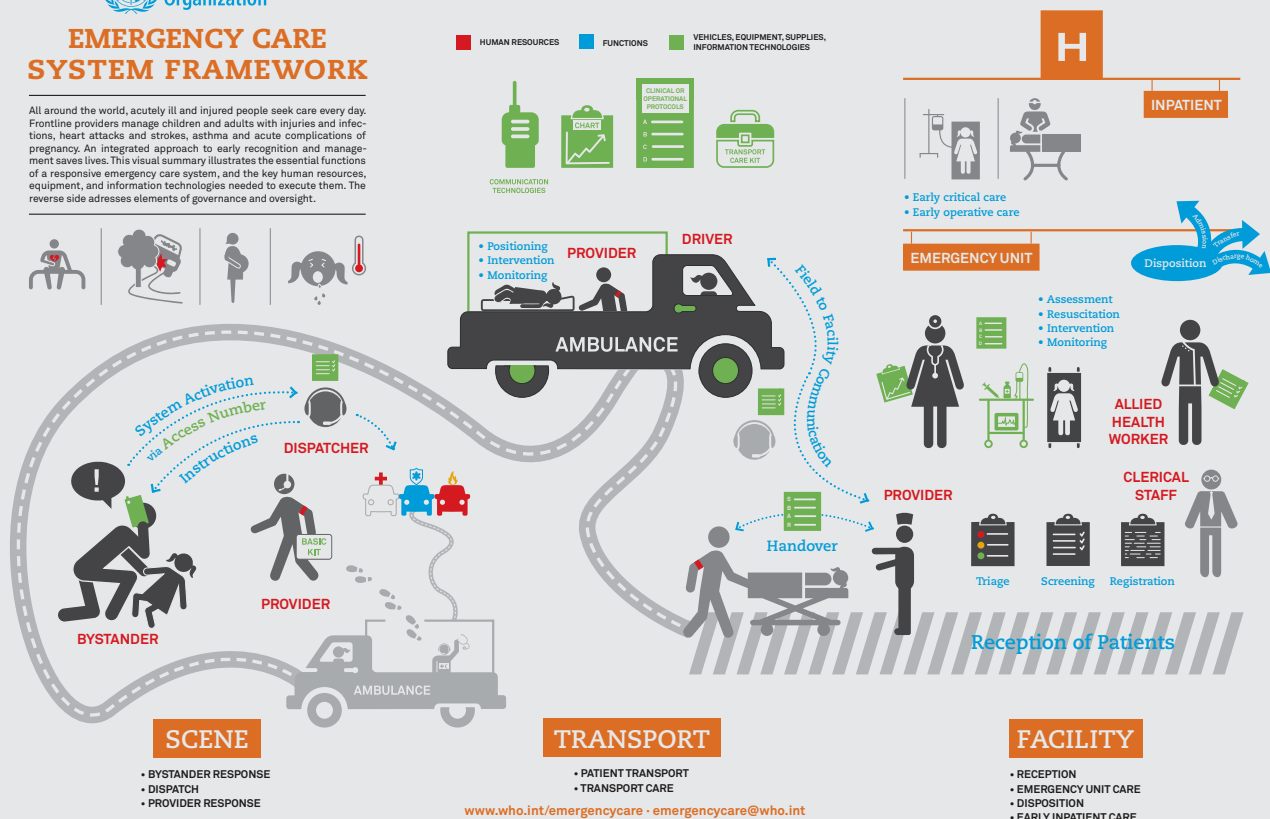 Organization
EMERGENCY CARE
SYSTEM FRAMEWORK
All around the world, acutely ill and injured people seek care every day.
Frontline providers manage children and adults with injuries and infec-
tions, heart attacks and strokes, asthma and acute complications of
pregnancy. An integrated approach to early recognition and manage-
ment saves lives. This visual summary illustrates the essential functions
of a responsive emergency care system, and the key human resources,
equipment, and information technologies needed to execute them. The
reverse side adresses elements of governance and oversight.
HUMAN RESOURCES
FUNCTIONS
VEHICLES, EQUIPMENT, SUPPLIES,
INFORMATION TECHNOLOGIES
COMMUNICATION
TECHNOLOGIES
CHART
CLINICAL OR
OPERATIONAL
PROTOCOLS
A
B
C
D
TRANSPORT
CARE KIT
H
INPATIENT
• Early critical care
• Early operative care
EMERGENCY UNIT
Disposition
Admission
Transfer
Discharge home
• Positioning
• Intervention
• Monitoring
PROVIDER
DRIVER
AMBULANCE
Field to Facility Communication
• Assessment
• Resuscitation
• Intervention
• Monitoring
A
B
C
D
ALLIED
HEALTH
WORKER
System Activation
via Access Number
Instructions
DISPATCHER
!
BYSTANDER
BASIC
KIT
PROVIDER
AMBULANCE
S
B
A
R
Handover
PROVIDER
CLERICAL
STAFF
Triage
Screening
Registration
Reception of Patients
SCENE
• BYSTANDER RESPONSE
• DISPATCH
• PROVIDER RESPONSE
TRANSPORT
• PATIENT TRANSPORT
• TRANSPORT CARE
FACILITY
• RECEPTION
• EMERGENCY UNIT CARE
• DISPOSITION
• EARLY INPATIENT CARE
www.who.int/emergencycare - emergencycare@who.int